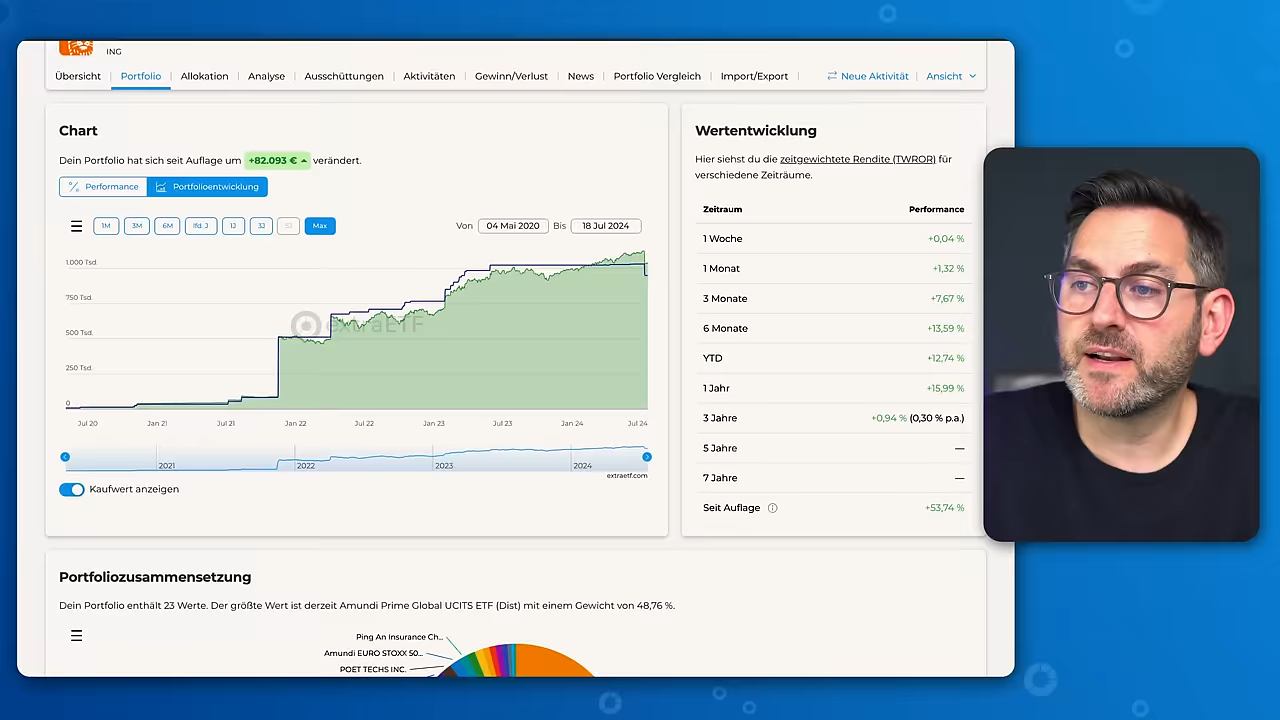 ING
Übersicht Portfolio Allokation Analyse Ausschüttungen Aktivitäten Gewinn/Verlust News Portfolio Vergleich Import/Export Neue Aktivität Ansicht
Chart
Dein Portfolio hat sich seit Auflage um +82.093 € verändert.
Performance Portfolioentwicklung
1M 3M 6M lfd. J 1J 3J 5J Max Von 04 Mai 2020 Bis 18 Jul 2024
1.000 Tsd.
750 Tsd.
500 Tsd.
250 Tsd.
0
extraETF
Jul 20 Jan 21 Jul 21 Jan 22 Jul 22 Jan 23 Jul 23 Jan 24 Jul 24
2021 2022 2023 2024
extraetf.com
Kaufwert anzeigen
Wertentwicklung
Hier siehst du die zeitgewichtete Rendite (TWROR) für
verschiedene Zeiträume.
Zeitraum Performance
1 Woche +0,04 %
1 Monat +1,32 %
3 Monate +7,67 %
6 Monate +13,59 %
YTD +12,74 %
1 Jahr +15,99 %
3 Jahre +0,94 % (0,30 % p.a.)
5 Jahre —
7 Jahre —
Seit Auflage +53,74 %
Portfoliozusammensetzung
Dein Portfolio enthält 23 Werte. Der größte Wert ist derzeit Amundi Prime Global UCITS ETF (Dist) mit einem Gewicht von 48,76 %.
Ping An Insurance Ch...
Amundi EURO STOXX 50...
POET TECHS INC.